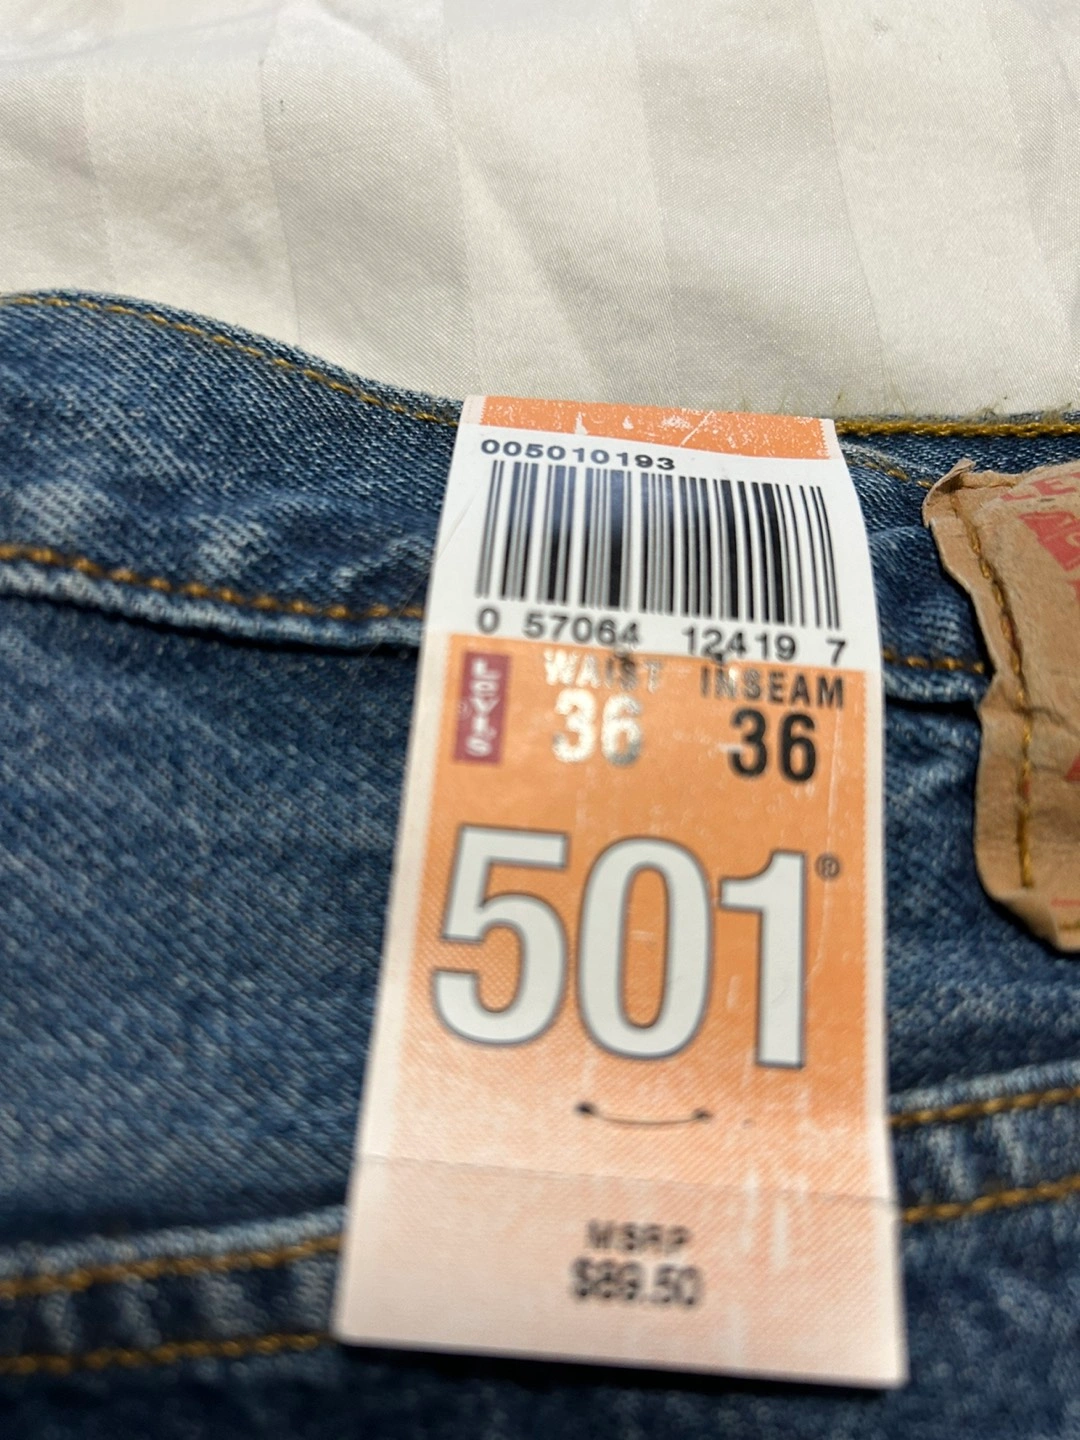 005010193
0 57064 12419 7
Levi's
WAIST INSEAM
36 36
501®
MSRP
$89.50